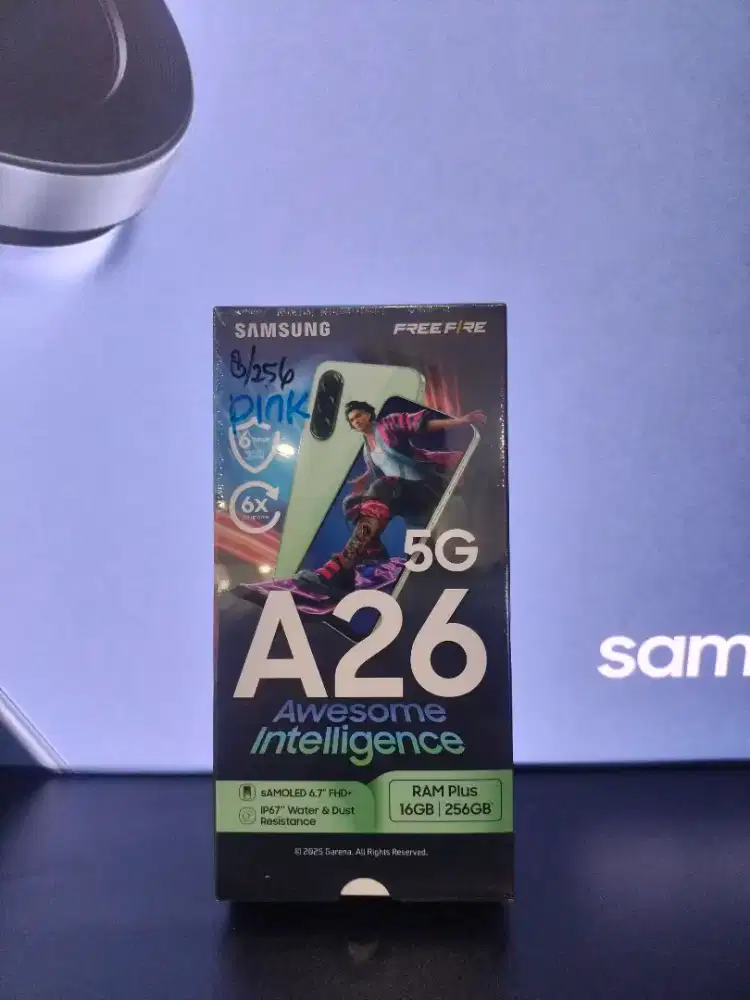 SAMSUNG
FREE FIRE
8/256
pink
6
6x
5G
A26
Awesome
Intelligence
sAMOLED 6.7" FHD+
IP67" Water & Dust
Resistance
RAM Plus
16GB | 256GB
© 2025 Garena. All Rights Reserved.
sam